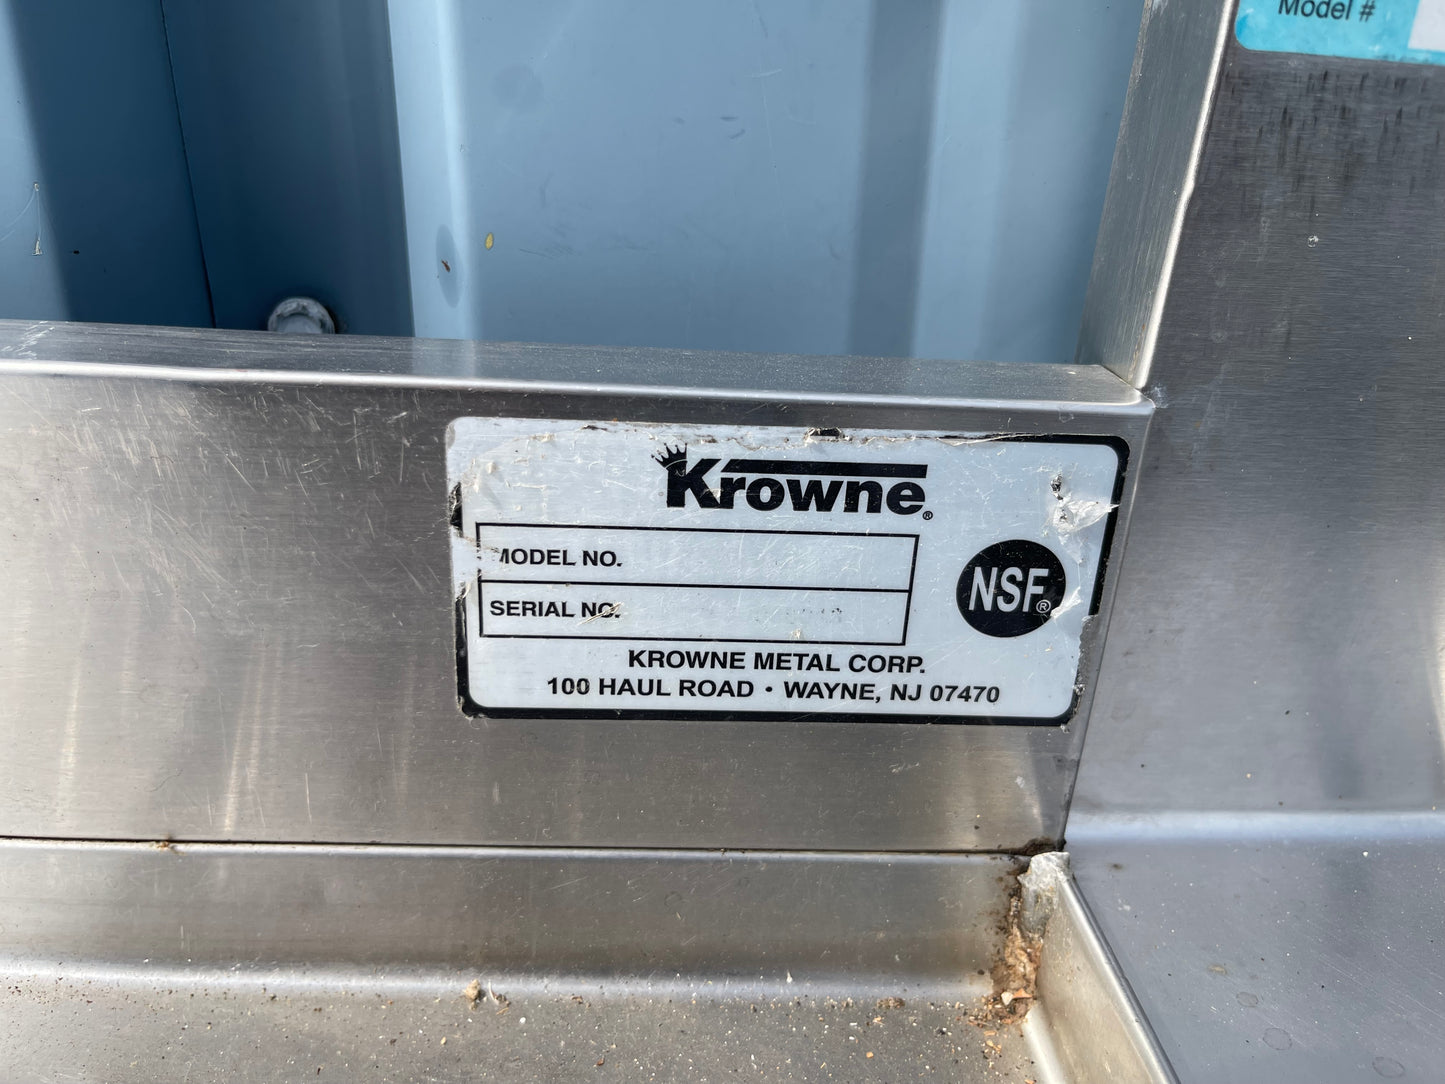 Model #
Krowne®
MODEL NO.
SERIAL NO.
NSF®
KROWNE METAL CORP.
100 HAUL ROAD • WAYNE, NJ 07470